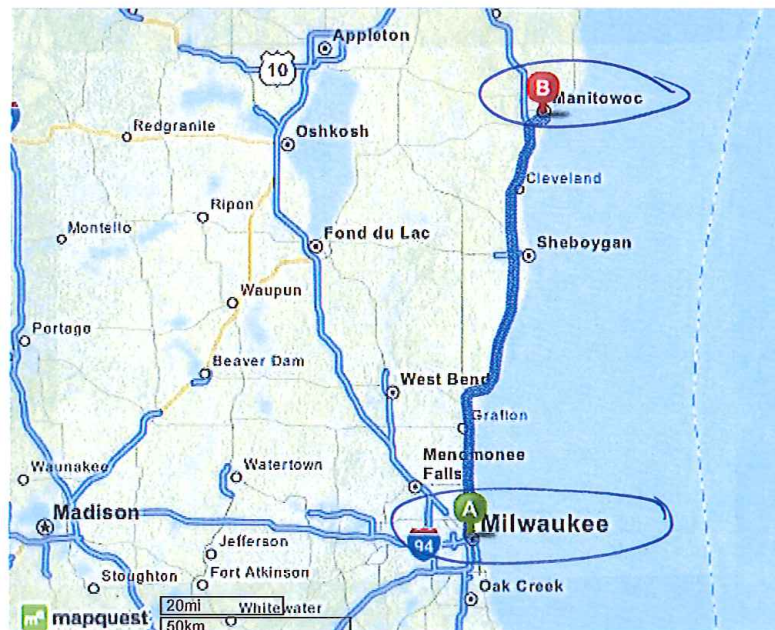 Appleton
10
B
Manitowoc
Redgranite
Oshkosh
Cleveland
Ripon
Montello
Fond du Lac
Sheboygan
Waupun
Portage
Beaver Dam
West Bend
Grafton
Menomonee
Falls
Waunakee
Watertown
A
Madison
Milwaukee
94
Jefferson
Stoughton
Fort Atkinson
Oak Creek
mapquest
20mi
Whitewater
50km